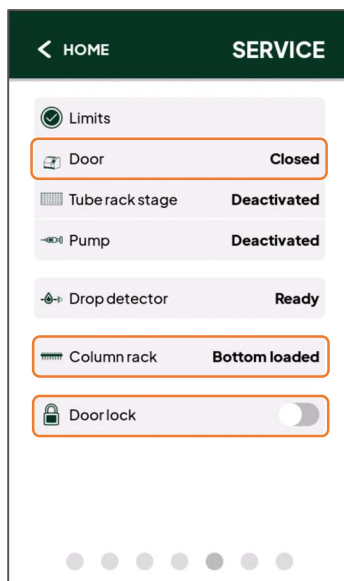 HOME SERVICE
Limits
Door Closed
Tube rack stage Deactivated
Pump Deactivated
Drop detector Ready
Column rack Bottom loaded
Door lock